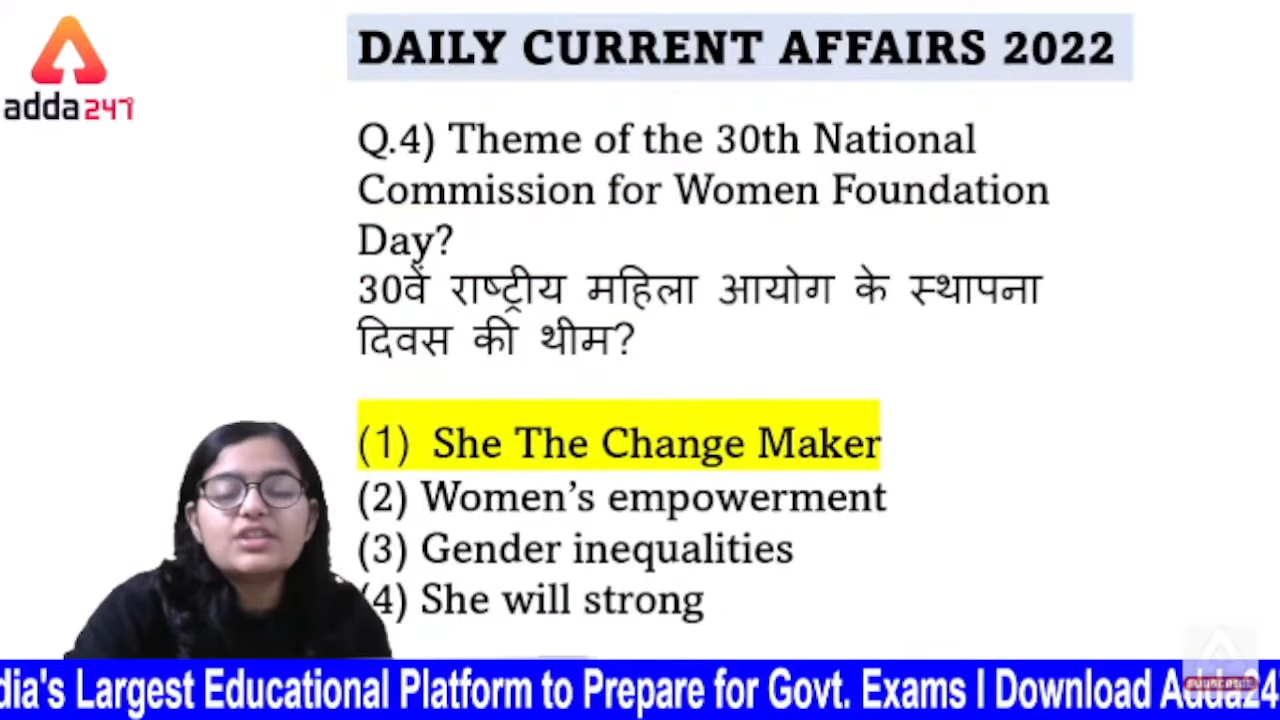 DAILY CURRENT AFFAIRS 2022
adda247
Q.4) Theme of the 30th National
Commission for Women Foundation
Day?
30वें राष्ट्रीय महिला आयोग के स्थापना
दिवस की थीम?
(1) She The Change Maker
(2) Women's empowerment
(3) Gender inequalities
(4) She will strong
dia's Largest Educational Platform to Prepare for Govt. Exams I Download Adda24
SUBSCRIBE